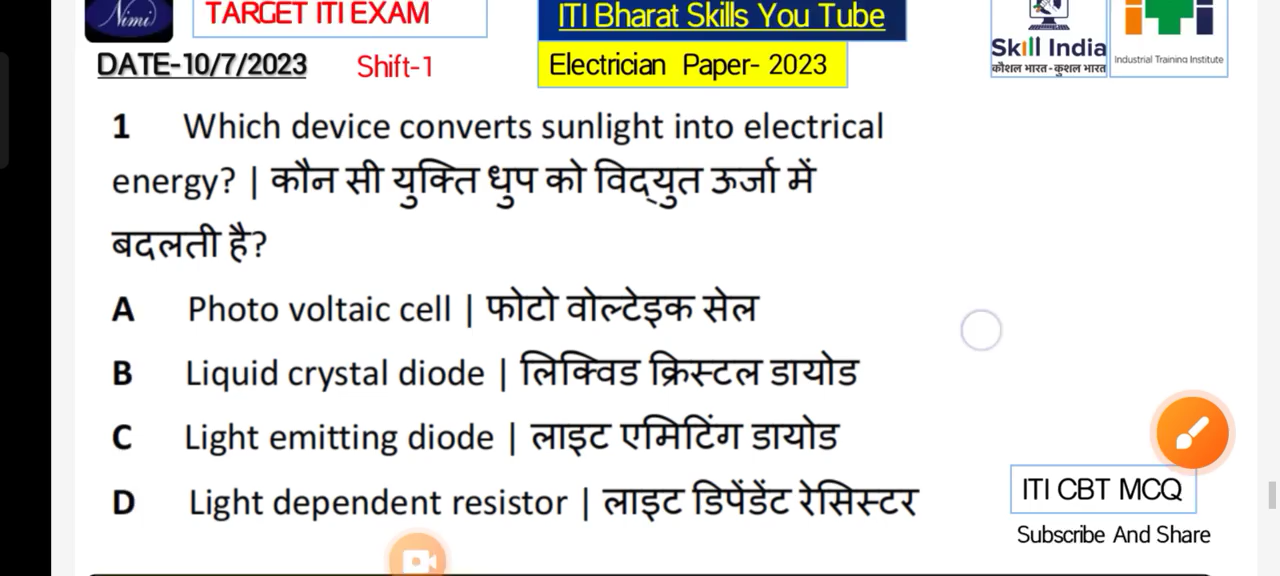 Nimi
TARGET ITI EXAM
ITI Bharat Skills You Tube
DATE-10/7/2023 Shift-1
Electrician Paper- 2023
Skill India
कौशल भारत-कुशल भारत
Industrial Training Institute
1 Which device converts sunlight into electrical
energy? | कौन सी युक्ति धुप को विद्युत ऊर्जा में
बदलती है?
A Photo voltaic cell | फोटो वोल्टेइक सेल
B Liquid crystal diode | लिक्विड क्रिस्टल डायोड
C Light emitting diode | लाइट एमिटिंग डायोड
D Light dependent resistor | लाइट डिपेंडेंट रेसिस्टर
ITI CBT MCQ
Subscribe And Share